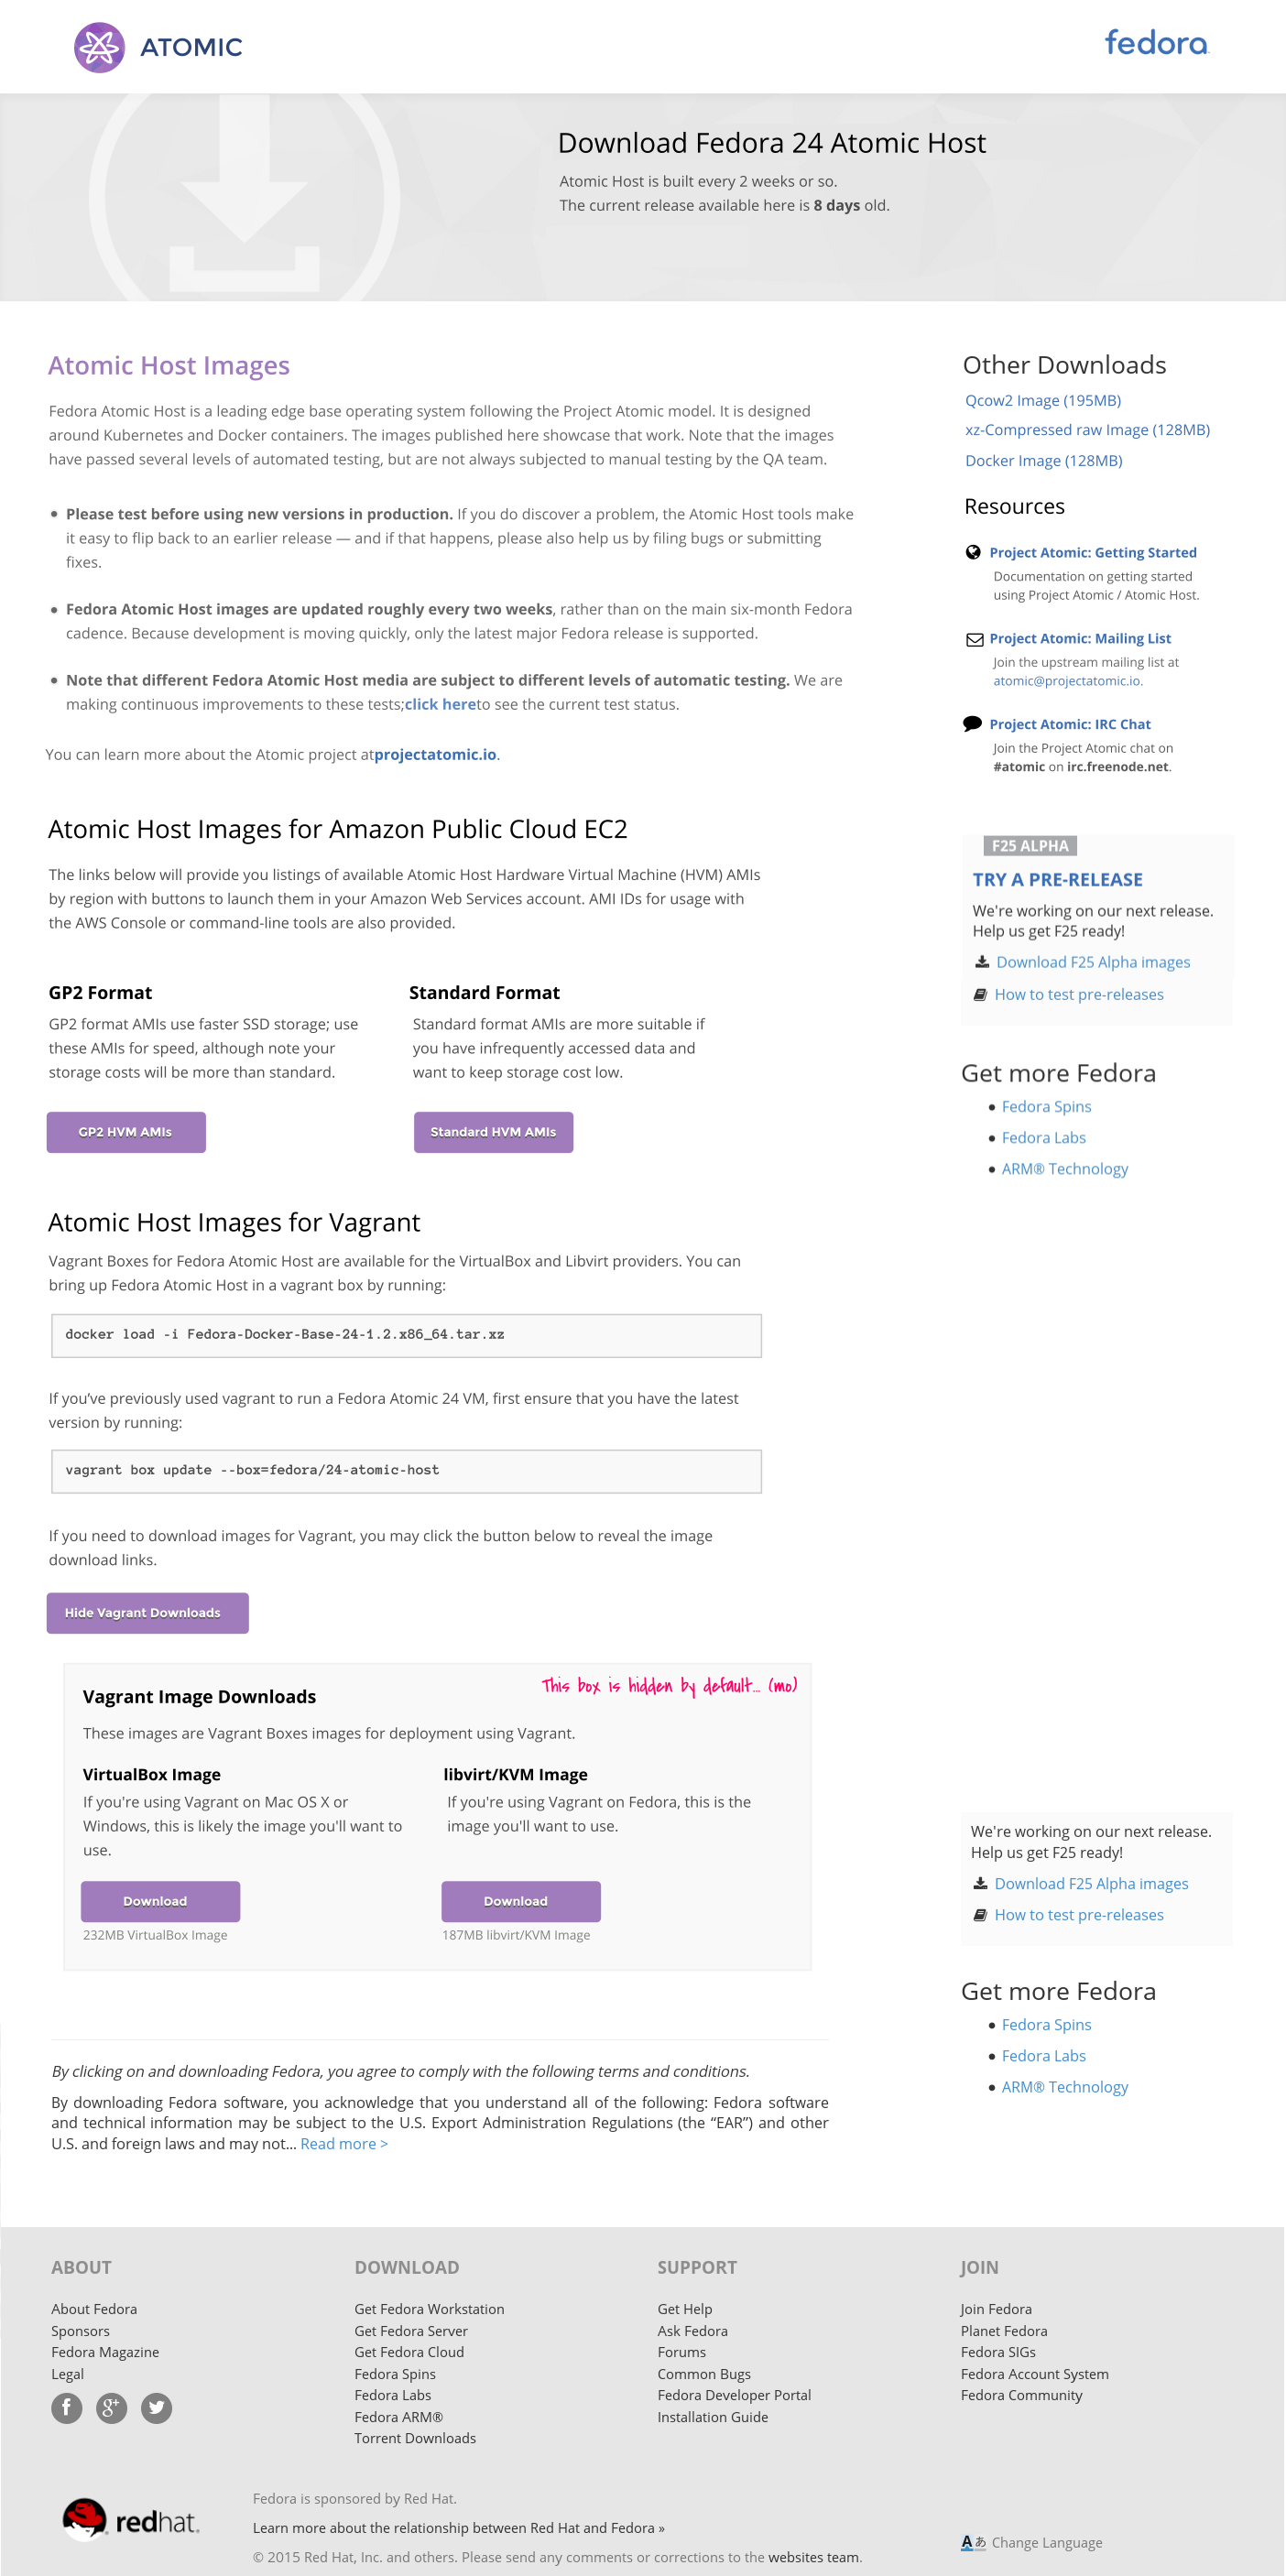 ATOMIC
fedora
Download Fedora 24 Atomic Host
Atomic Host is built every 2 weeks or so.
The current release available here is 8 days old.
Atomic Host Images
Fedora Atomic Host is a leading edge base operating system following the Project Atomic model. It is designed
around Kubernetes and Docker containers. The images published here showcase that work. Note that the images
have passed several levels of automated testing, but are not always subjected to manual testing by the QA team.
• Please test before using new versions in production. If you do discover a problem, the Atomic Host tools make
it easy to flip back to an earlier release — and if that happens, please also help us by filing bugs or submitting
fixes.
• Fedora Atomic Host images are updated roughly every two weeks, rather than on the main six-month Fedora
cadence. Because development is moving quickly, only the latest major Fedora release is supported.
• Note that different Fedora Atomic Host media are subject to different levels of automatic testing. We are
making continuous improvements to these tests;click hereto see the current test status.
You can learn more about the Atomic project atprojectatomic.io.
Atomic Host Images for Amazon Public Cloud EC2
The links below will provide you listings of available Atomic Host Hardware Virtual Machine (HVM) AMIs
by region with buttons to launch them in your Amazon Web Services account. AMI IDs for usage with
the AWS Console or command-line tools are also provided.
GP2 Format
GP2 format AMIs use faster SSD storage; use
these AMIs for speed, although note your
storage costs will be more than standard.
GP2 HVM AMIs
Standard Format
Standard format AMIs are more suitable if
you have infrequently accessed data and
want to keep storage cost low.
Standard HVM AMIs
Atomic Host Images for Vagrant
Vagrant Boxes for Fedora Atomic Host are available for the VirtualBox and Libvirt providers. You can
bring up Fedora Atomic Host in a vagrant box by running:
docker load -i Fedora-Docker-Base-24-1.2.x86_64.tar.xz
If you've previously used vagrant to run a Fedora Atomic 24 VM, first ensure that you have the latest
version by running:
vagrant box update --box=fedora/24-atomic-host
If you need to download images for Vagrant, you may click the button below to reveal the image
download links.
Hide Vagrant Downloads
This box is hidden by default... (mo)
Vagrant Image Downloads
These images are Vagrant Boxes images for deployment using Vagrant.
VirtualBox Image
If you're using Vagrant on Mac OS X or
Windows, this is likely the image you'll want to
use.
Download
232MB VirtualBox Image
libvirt/KVM Image
If you're using Vagrant on Fedora, this is the
image you'll want to use.
Download
187MB libvirt/KVM Image
By clicking on and downloading Fedora, you agree to comply with the following terms and conditions.
By downloading Fedora software, you acknowledge that you understand all of the following: Fedora software
and technical information may be subject to the U.S. Export Administration Regulations (the “EAR”) and other
U.S. and foreign laws and may not... Read more >
Other Downloads
Qcow2 Image (195MB)
xz-Compressed raw Image (128MB)
Docker Image (128MB)
Resources
Project Atomic: Getting Started
Documentation on getting started
using Project Atomic / Atomic Host.
Project Atomic: Mailing List
Join the upstream mailing list at
atomic@projectatomic.io.
Project Atomic: IRC Chat
Join the Project Atomic chat on
#atomic on irc.freenode.net.
F25 ALPHA
TRY A PRE-RELEASE
We're working on our next release.
Help us get F25 ready!
Download F25 Alpha images
How to test pre-releases
Get more Fedora
• Fedora Spins
• Fedora Labs
• ARM® Technology
We're working on our next release.
Help us get F25 ready!
Download F25 Alpha images
How to test pre-releases
Get more Fedora
• Fedora Spins
• Fedora Labs
• ARM® Technology
ABOUT
About Fedora
Sponsors
Fedora Magazine
Legal
DOWNLOAD
Get Fedora Workstation
Get Fedora Server
Get Fedora Cloud
Fedora Spins
Fedora Labs
Fedora ARM®
Torrent Downloads
SUPPORT
Get Help
Ask Fedora
Forums
Common Bugs
Fedora Developer Portal
Installation Guide
JOIN
Join Fedora
Planet Fedora
Fedora SIGs
Fedora Account System
Fedora Community
redhat.
Fedora is sponsored by Red Hat.
Learn more about the relationship between Red Hat and Fedora »
© 2015 Red Hat, Inc. and others. Please send any comments or corrections to the websites team.
Aあ Change Language